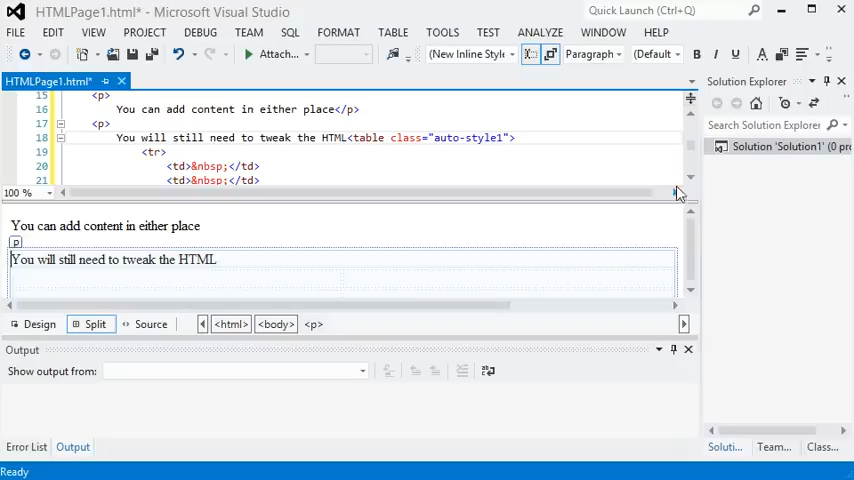 HTMLPage1.html* - Microsoft Visual Studio
Quick Launch (Ctrl+Q)
FILE EDIT VIEW PROJECT DEBUG TEAM SQL FORMAT TABLE TOOLS TEST ANALYZE WINDOW HELP
Attach... (New Inline Style Paragraph (Default B I U A
HTMLPage1.html*
Solution Explorer
Search Solution Explorer
Solution 'Solution1' (0 pro
15 <p>
16 You can add content in either place</p>
17 <p>
18 You will still need to tweak the HTML<table class="auto-style1">
19 <tr>
20 <td>&nbsp;</td>
21 <td>&nbsp;</td>
100 %
You can add content in either place
p
You will still need to tweak the HTML
Design Split Source <html> <body> <p>
Output
Show output from:
Error List Output
Soluti... Team... Class...
Ready